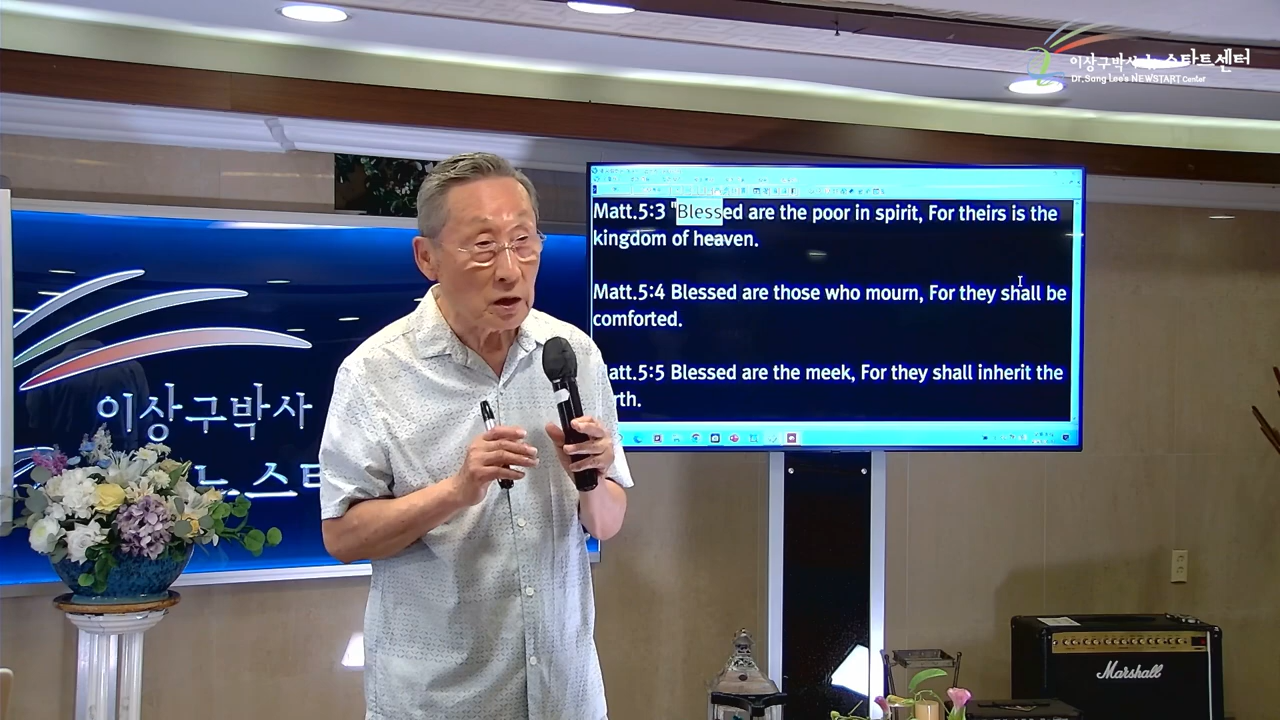 이상구박사 뉴스타트센터
Dr.Sang Lee's NEWSTART Center
Matt.5:3 "Blessed are the poor in spirit, For theirs is the
kingdom of heaven.
Matt.5:4 Blessed are those who mourn, For they shall be
comforted.
att.5:5 Blessed are the meek, For they shall inherit the
rth.
이상구박사
뉴스타
Marshall